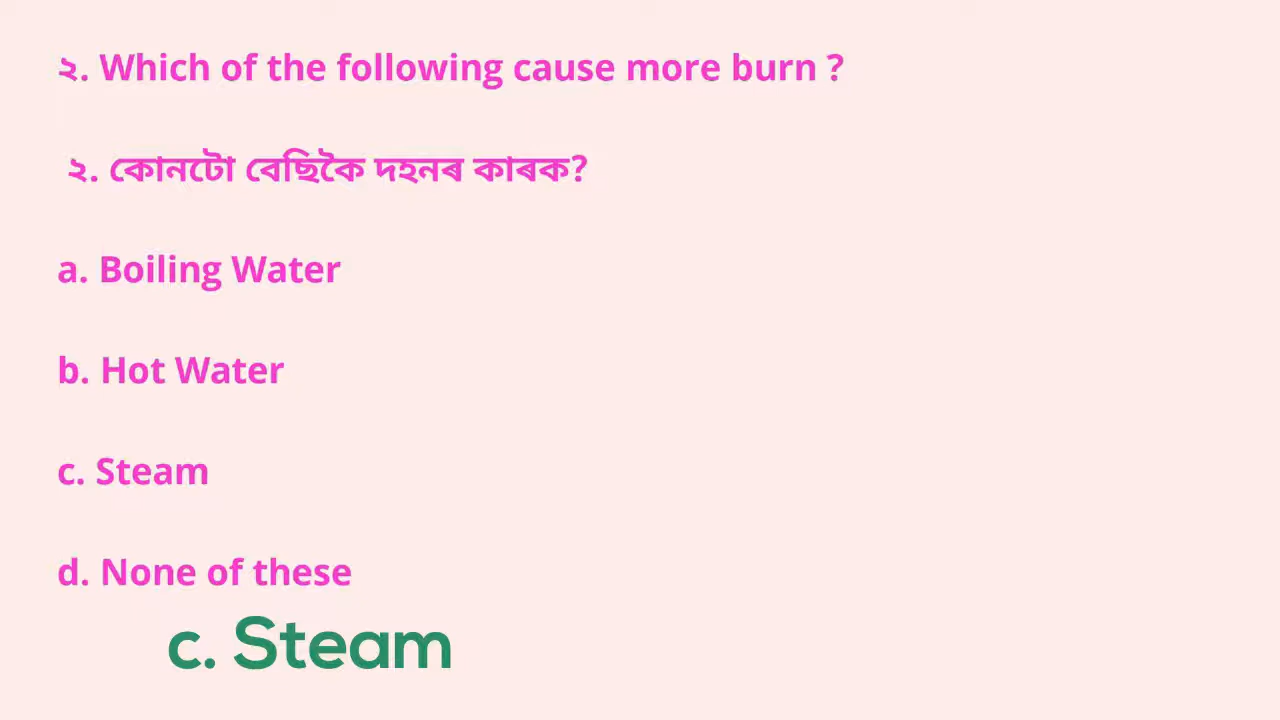 ২. Which of the following cause more burn ?
২. কোনটো বেছিকৈ দহনৰ কাৰক?
a. Boiling Water
b. Hot Water
c. Steam
d. None of these
c. Steam